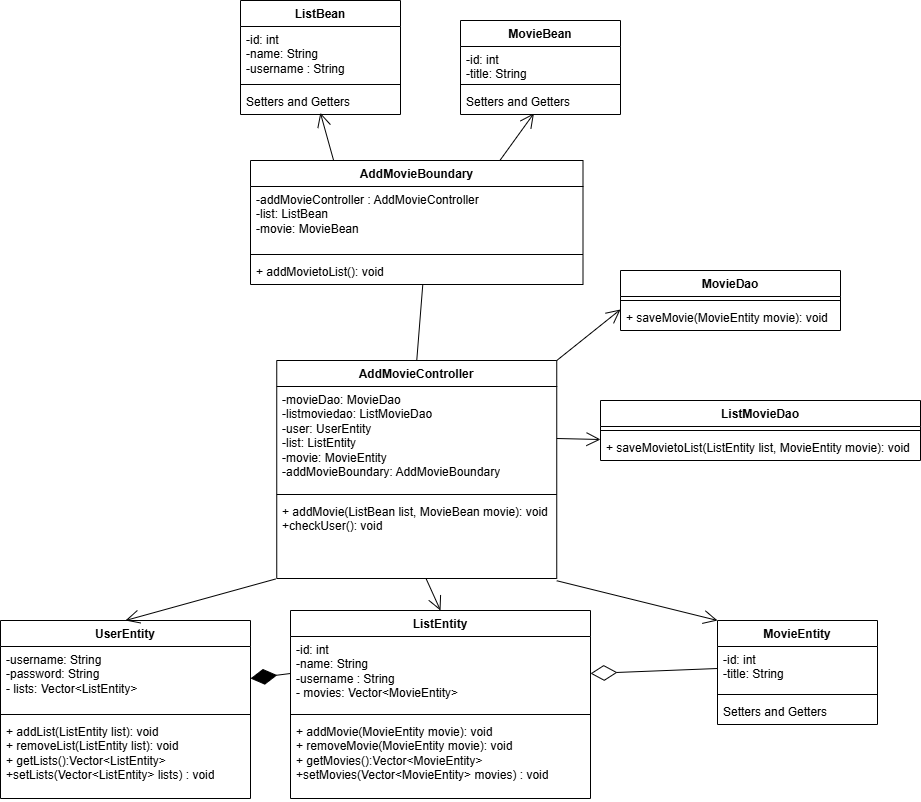 ListBean
-id: int
-name: String
-username : String
Setters and Getters
MovieBean
-id: int
-title: String
Setters and Getters
AddMovieBoundary
-addMovieController : AddMovieController
-list: ListBean
-movie: MovieBean
+ addMovietoList(): void
MovieDao
+ saveMovie(MovieEntity movie): void
AddMovieController
-movieDao: MovieDao
-listmoviedao: ListMovieDao
-user: UserEntity
-list: ListEntity
-movie: MovieEntity
-addMovieBoundary: AddMovieBoundary
+ addMovie(ListBean list, MovieBean movie): void
+checkUser(): void
ListMovieDao
+ saveMovietoList(ListEntity list, MovieEntity movie): void
UserEntity
-username: String
-password: String
- lists: Vector<ListEntity>
+ addList(ListEntity list): void
+ removeList(ListEntity list): void
+ getLists():Vector<ListEntity>
+setLists(Vector<ListEntity> lists) : void
ListEntity
-id: int
-name: String
-username : String
- movies: Vector<MovieEntity>
+ addMovie(MovieEntity movie): void
+ removeMovie(MovieEntity movie): void
+ getMovies():Vector<MovieEntity>
+setMovies(Vector<MovieEntity> movies) : void
MovieEntity
-id: int
-title: String
Setters and Getters